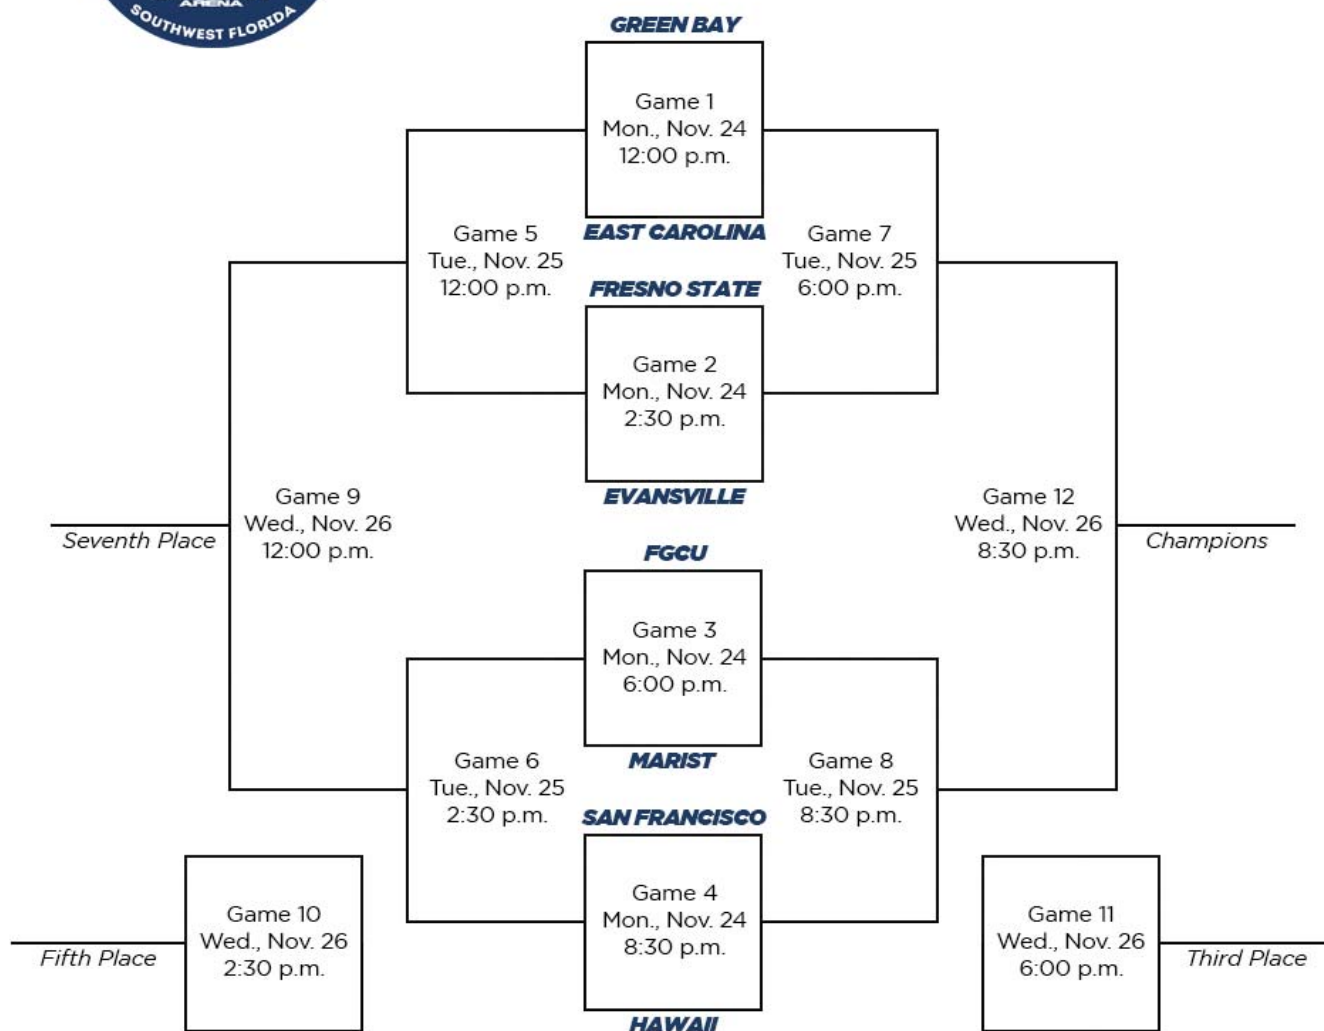 ARENA
SOUTHWEST FLORIDA
GREEN BAY
Game 1
Mon., Nov. 24
12:00 p.m.
EAST CAROLINA
Game 5
Tue., Nov. 25
12:00 p.m.
Game 7
Tue., Nov. 25
6:00 p.m.
FRESNO STATE
Game 2
Mon., Nov. 24
2:30 p.m.
EVANSVILLE
Game 9
Wed., Nov. 26
12:00 p.m.
Seventh Place
Game 12
Wed., Nov. 26
8:30 p.m.
Champions
FGCU
Game 3
Mon., Nov. 24
6:00 p.m.
MARIST
Game 6
Tue., Nov. 25
2:30 p.m.
Game 8
Tue., Nov. 25
8:30 p.m.
SAN FRANCISCO
Game 4
Mon., Nov. 24
8:30 p.m.
HAWAII
Game 10
Wed., Nov. 26
2:30 p.m.
Fifth Place
Game 11
Wed., Nov. 26
6:00 p.m.
Third Place